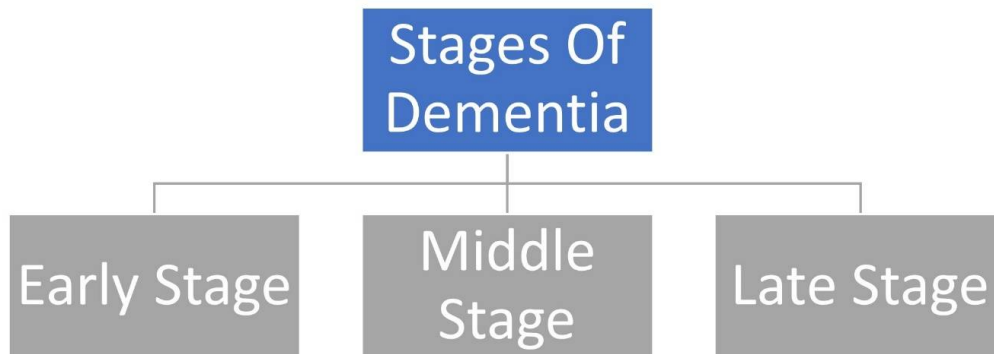 Stages Of
Dementia
Early Stage
Middle
Stage
Late Stage